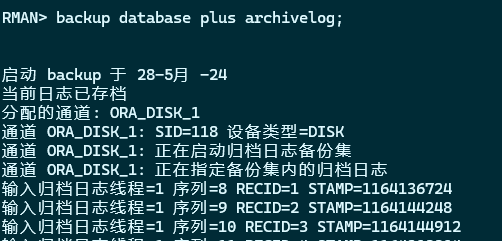 RMAN> backup database plus archivelog;
启动 backup 于 28-5月 -24
当前日志已存档
分配的通道: ORA_DISK_1
通道 ORA_DISK_1: SID=118 设备类型=DISK
通道 ORA_DISK_1: 正在启动归档日志备份集
通道 ORA_DISK_1: 正在指定备份集内的归档日志
输入归档日志线程=1 序列=8 RECID=1 STAMP=1164136724
输入归档日志线程=1 序列=9 RECID=2 STAMP=1164144248
输入归档日志线程=1 序列=10 RECID=3 STAMP=1164144912